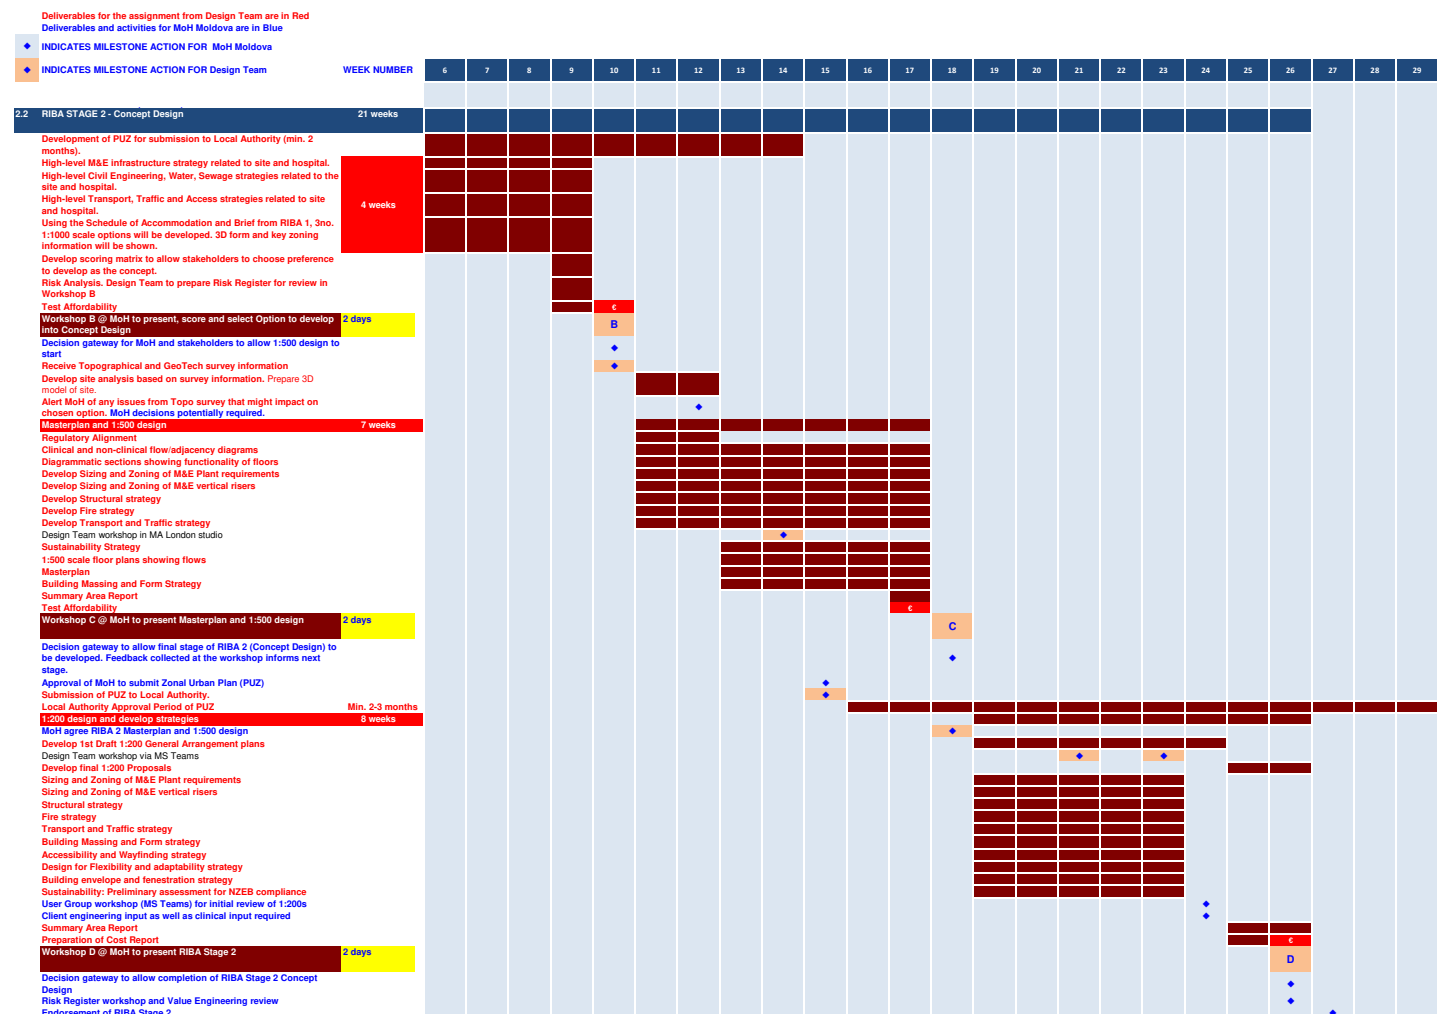 Deliverables for the assignment from Design Team are in Red
Deliverables and activities for MoH Moldova are in Blue
INDICATES MILESTONE ACTION FOR MoH Moldova
INDICATES MILESTONE ACTION FOR Design Team WEEK NUMBER 6 7 8 9 10 11 12 13 14 15 16 17 18 19 20 21 22 23 24 25 26 27 28 29
2.2 RIBA STAGE 2 - Concept Design 21 weeks
Development of PUZ for submission to Local Authority (min. 2
months).
High-level M&E infrastructure strategy related to site and hospital.
High-level Civil Engineering, Water, Sewage strategies related to the
site and hospital.
High-level Transport, Traffic and Access strategies related to site
and hospital.
4 weeks
Using the Schedule of Accommodation and Brief from RIBA 1, 3no.
1:1000 scale options will be developed. 3D form and key zoning
information will be shown.
Develop scoring matrix to allow stakeholders to choose preference
to develop as the concept.
Risk Analysis. Design Team to prepare Risk Register for review in
Workshop B
Test Affordability €
Workshop B @ MoH to present, score and select Option to develop
into Concept Design
2 days
B
Decision gateway for MoH and stakeholders to allow 1:500 design to
start
Receive Topographical and GeoTech survey information
Develop site analysis based on survey information. Prepare 3D
model of site.
Alert MoH of any issues from Topo survey that might impact on
chosen option. MoH decisions potentially required.
Masterplan and 1:500 design 7 weeks
Regulatory Alignment
Clinical and non-clinical flow/adjacency diagrams
Diagrammatic sections showing functionality of floors
Develop Sizing and Zoning of M&E Plant requirements
Develop Sizing and Zoning of M&E vertical risers
Develop Structural strategy
Develop Fire strategy
Develop Transport and Traffic strategy
Design Team workshop in MA London studio
Sustainability Strategy
1:500 scale floor plans showing flows
Masterplan
Building Massing and Form Strategy
Summary Area Report
Test Affordability €
Workshop C @ MoH to present Masterplan and 1:500 design 2 days
C
Decision gateway to allow final stage of RIBA 2 (Concept Design) to
be developed. Feedback collected at the workshop informs next
stage.
Approval of MoH to submit Zonal Urban Plan (PUZ)
Submission of PUZ to Local Authority.
Local Authority Approval Period of PUZ Min. 2-3 months
1:200 design and develop strategies 8 weeks
MoH agree RIBA 2 Masterplan and 1:500 design
Develop 1st Draft 1:200 General Arrangement plans
Design Team workshop via MS Teams
Develop final 1:200 Proposals
Sizing and Zoning of M&E Plant requirements
Sizing and Zoning of M&E vertical risers
Structural strategy
Fire strategy
Transport and Traffic strategy
Building Massing and Form strategy
Accessibility and Wayfinding strategy
Design for Flexibility and adaptability strategy
Building envelope and fenestration strategy
Sustainability: Preliminary assessment for NZEB compliance
User Group workshop (MS Teams) for initial review of 1:200s
Client engineering input as well as clinical input required
Summary Area Report
Preparation of Cost Report €
Workshop D @ MoH to present RIBA Stage 2 2 days
D
Decision gateway to allow completion of RIBA Stage 2 Concept
Design
Risk Register workshop and Value Engineering review
Endorsement of RIBA Stage 2